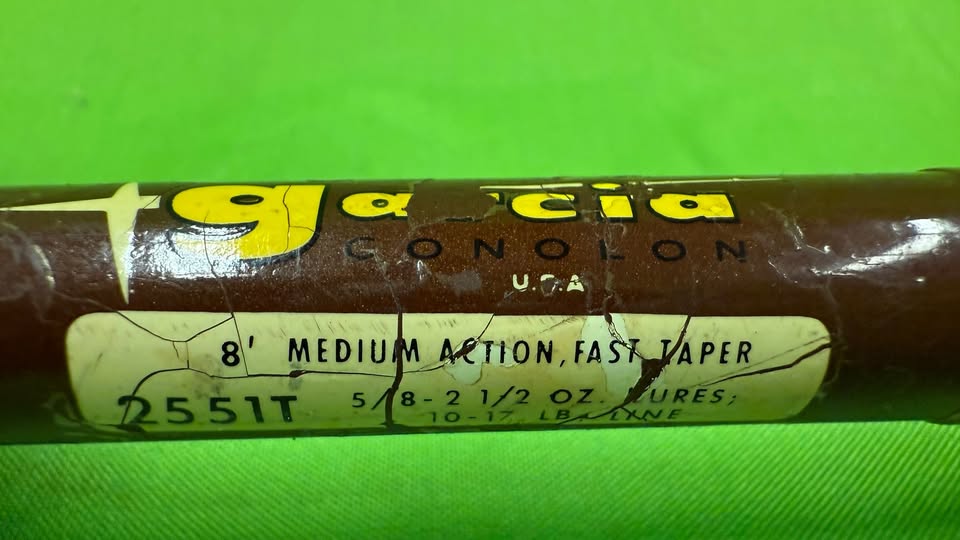 garcia
CONOLON
U.S.A
8' MEDIUM ACTION, FAST TAPER
2551T 5/8-2 1/2 OZ. LURES;
10-17 LB. LINE